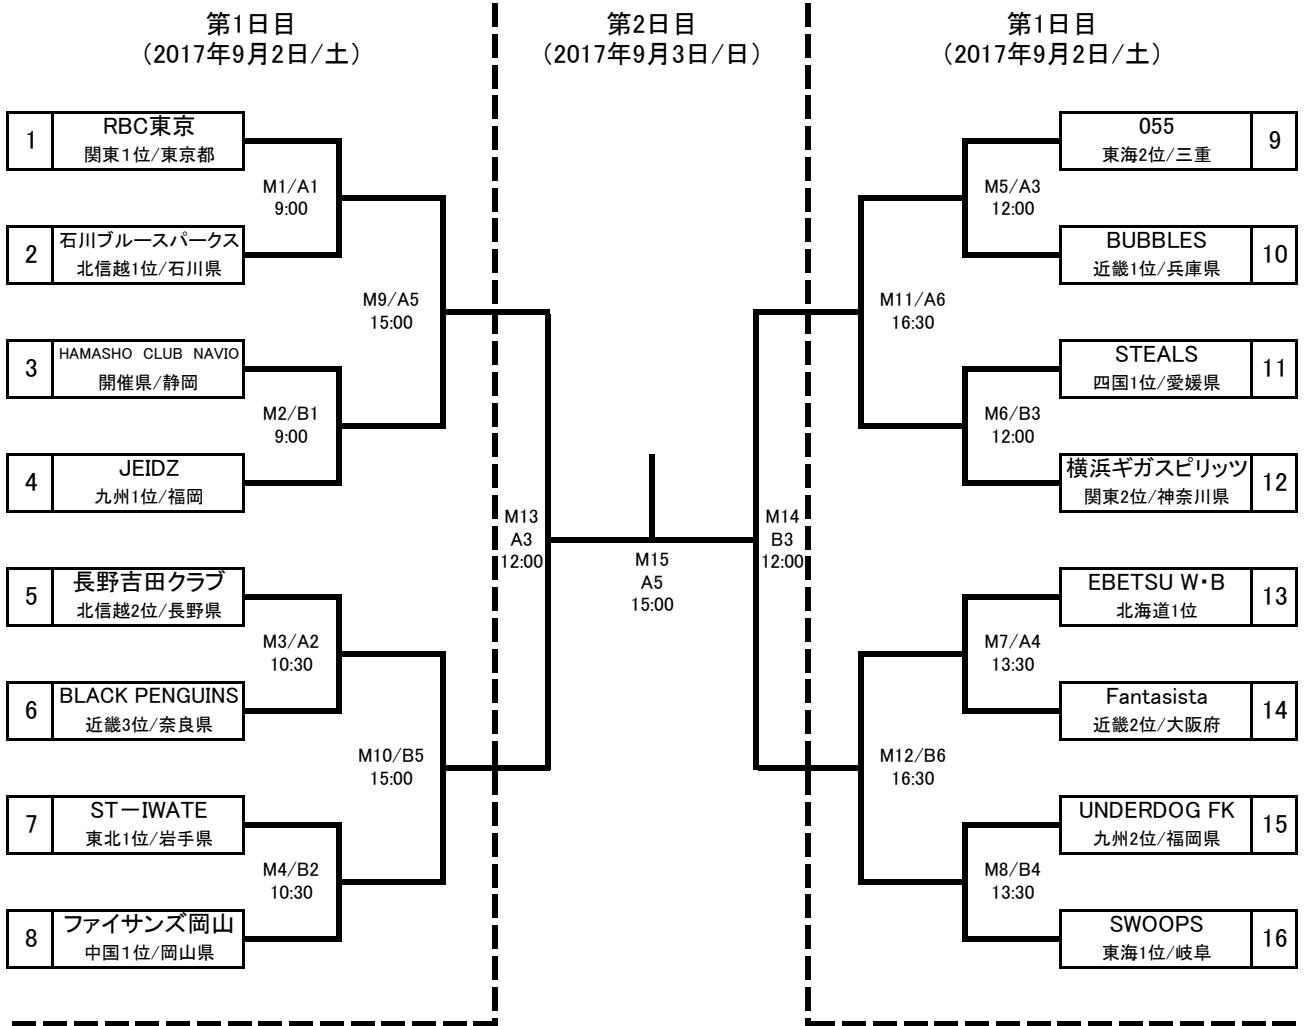 第1日目
（2017年9月2日/土）
第2日目
（2017年9月3日/日）
第1日目
（2017年9月2日/土）
1
RBC東京
関東１位/東京都
M1/A1
9:00
2
石川ブルースパークス
北信越1位/石川県
M9/A5
15:00
3
HAMASHO CLUB NAVIO
開催県/静岡
M2/B1
9:00
4
JEIDZ
九州1位/福岡
M13
A3
12:00
5
長野吉田クラブ
北信越2位/長野県
M3/A2
10:30
6
BLACK PENGUINS
近畿3位/奈良県
M10/B5
15:00
7
ST－IWATE
東北1位/岩手県
M4/B2
10:30
8
ファイサンズ岡山
中国１位/岡山県
M15
A5
15:00
055
東海2位/三重
9
M5/A3
12:00
BUBBLES
近畿1位/兵庫県
10
M11/A6
16:30
STEALS
四国1位/愛媛県
11
M6/B3
12:00
横浜ギガスピリッツ
関東2位/神奈川県
12
M14
B3
12:00
EBETSU W・B
北海道1位
13
M7/A4
13:30
Fantasista
近畿2位/大阪府
14
M12/B6
16:30
UNDERDOG FK
九州2位/福岡県
15
M8/B4
13:30
SWOOPS
東海1位/岐阜
16